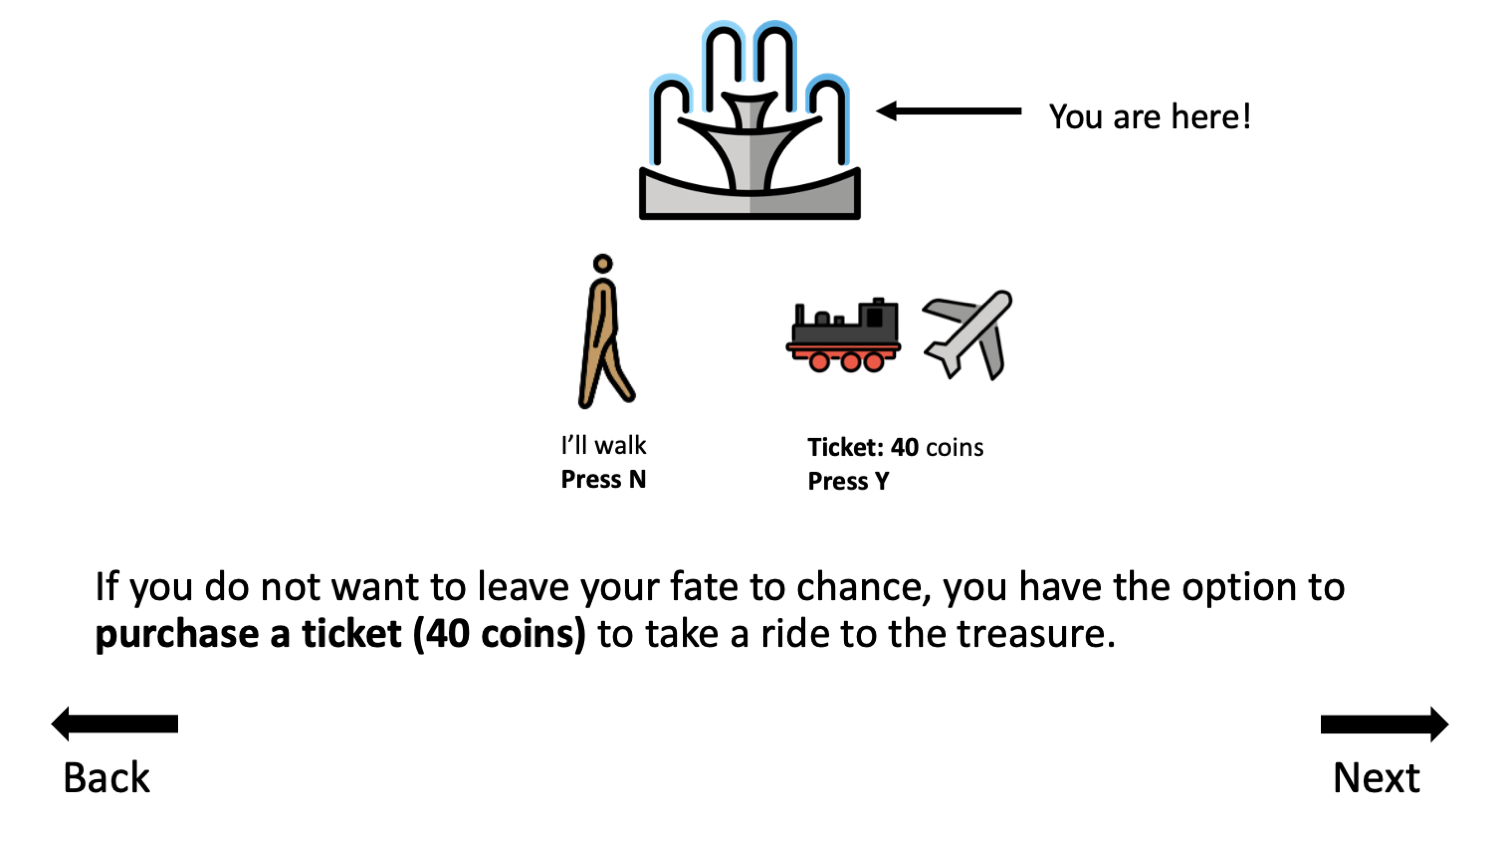 You are here!
I'll walk
Press N
Ticket: 40 coins
Press Y
If you do not want to leave your fate to chance, you have the option to
purchase a ticket (40 coins) to take a ride to the treasure.
Back
Next